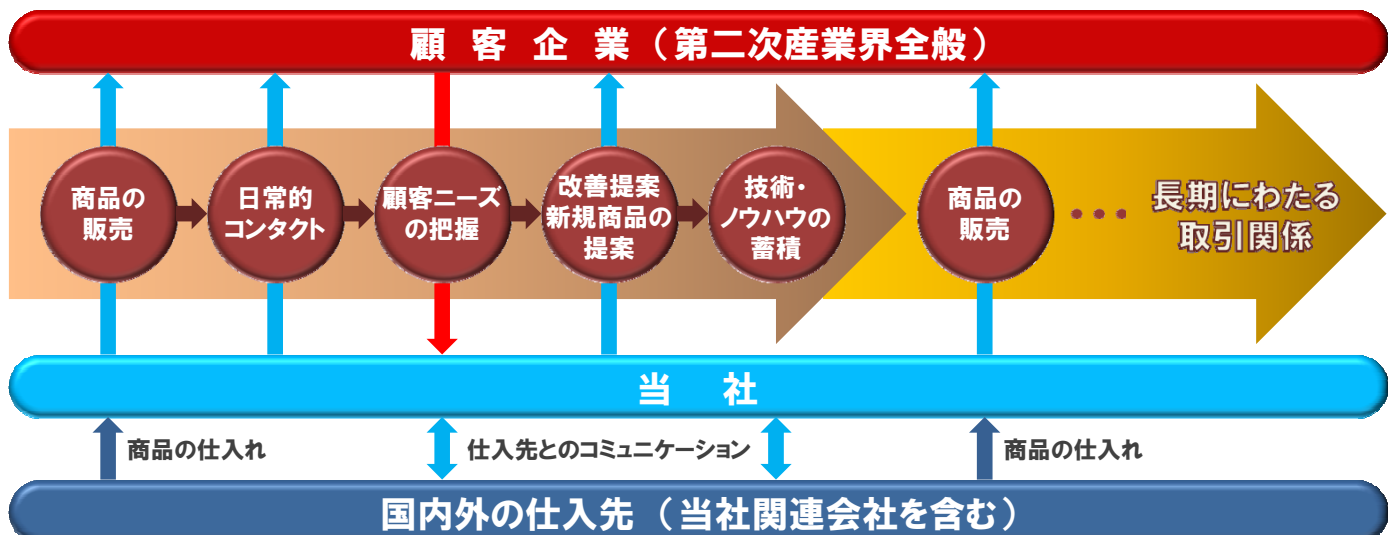 顧客企業（第二次産業界全般）
商品の
販売
日常的
コンタクト
顧客ニーズ
の把握
改善提案
新規商品の
提案
技術・
ノウハウの
蓄積
商品の
販売
長期にわたる
取引関係
当社
商品の仕入れ
仕入先とのコミュニケーション
商品の仕入れ
国内外の仕入先（当社関連会社を含む）